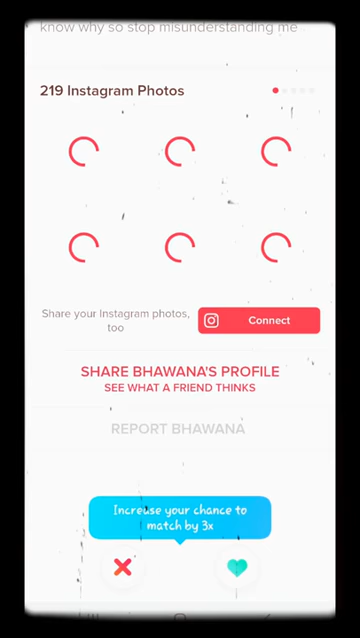 know why so stop misunderstanding me
219 Instagram Photos
Share your Instagram photos,
too
Connect
SHARE BHAWANA'S PROFILE
SEE WHAT A FRIEND THINKS
REPORT BHAWANA
Increase your chance to
match by 3x